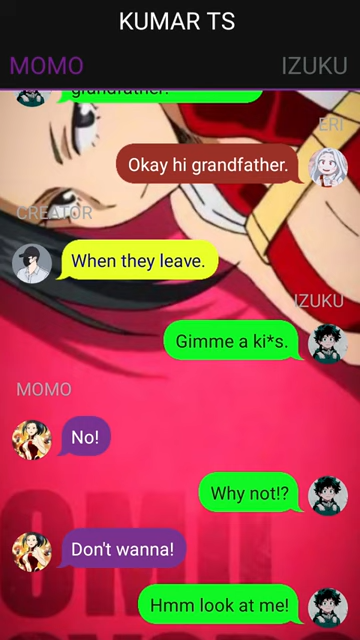 KUMAR TS
MOMO
IZUKU
grandfather.
ERI
Okay hi grandfather.
CREATOR
When they leave.
IZUKU
Gimme a ki*s.
MOMO
No!
Why not!?
Don't wanna!
Hmm look at me!